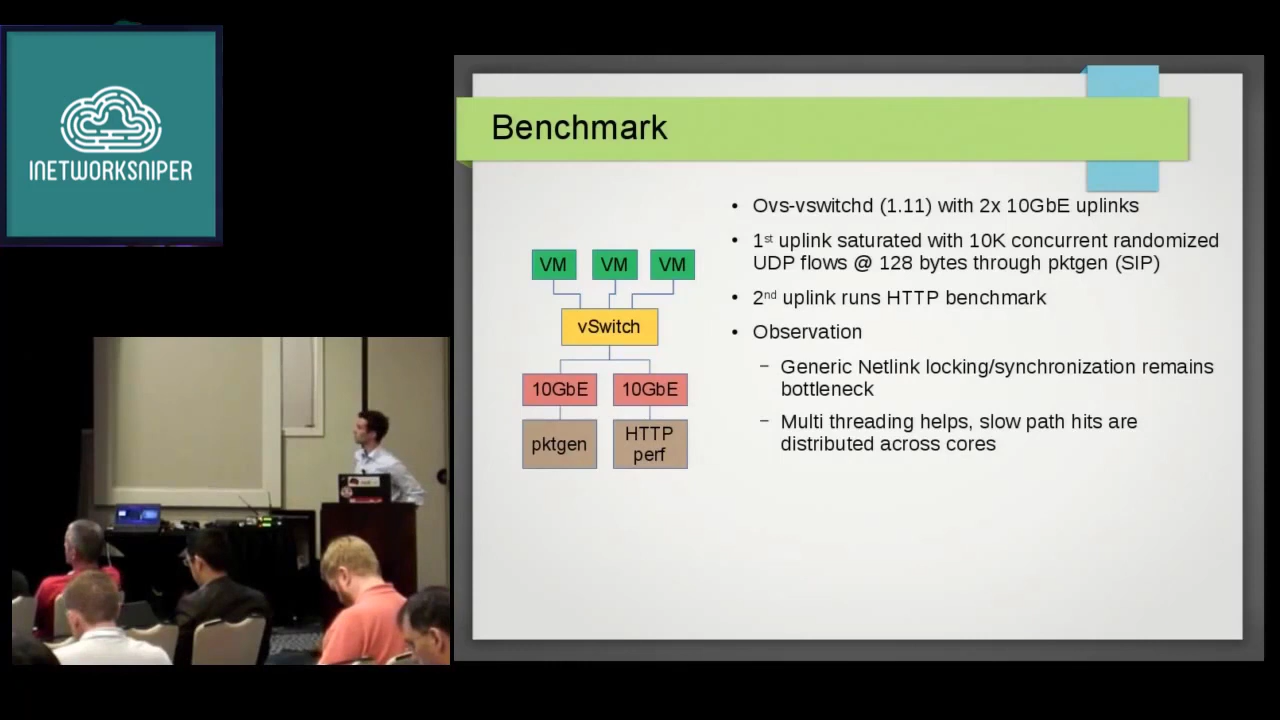 INETWORKSNIPER
Benchmark
• Ovs-vswitchd (1.11) with 2x 10GbE uplinks
• 1st uplink saturated with 10K concurrent randomized
UDP flows @ 128 bytes through pktgen (SIP)
• 2nd uplink runs HTTP benchmark
• Observation
– Generic Netlink locking/synchronization remains
bottleneck
– Multi threading helps, slow path hits are
distributed across cores
VM VM VM
vSwitch
10GbE 10GbE
pktgen
HTTP
perf